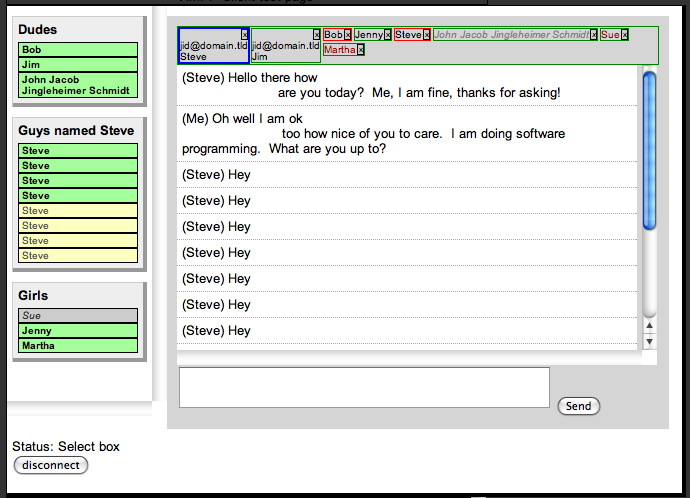 Dudes
Bob
Jim
John Jacob
Jingleheimer Schmidt
Guys named Steve
Steve
Steve
Steve
Steve
Steve
Steve
Steve
Steve
Girls
Sue
Jenny
Martha
Status: Select box
disconnect
x x Bob x Jenny x Steve x John Jacob Jingleheimer Schmidt x Sue x
jid@domain.tld jid@domain.tld Martha x
Steve Jim
(Steve) Hello there how
are you today? Me, I am fine, thanks for asking!
(Me) Oh well I am ok
too how nice of you to care. I am doing software
programming. What are you up to?
(Steve) Hey
(Steve) Hey
(Steve) Hey
(Steve) Hey
(Steve) Hey
(Steve) Hey
(Steve) Hey
Send